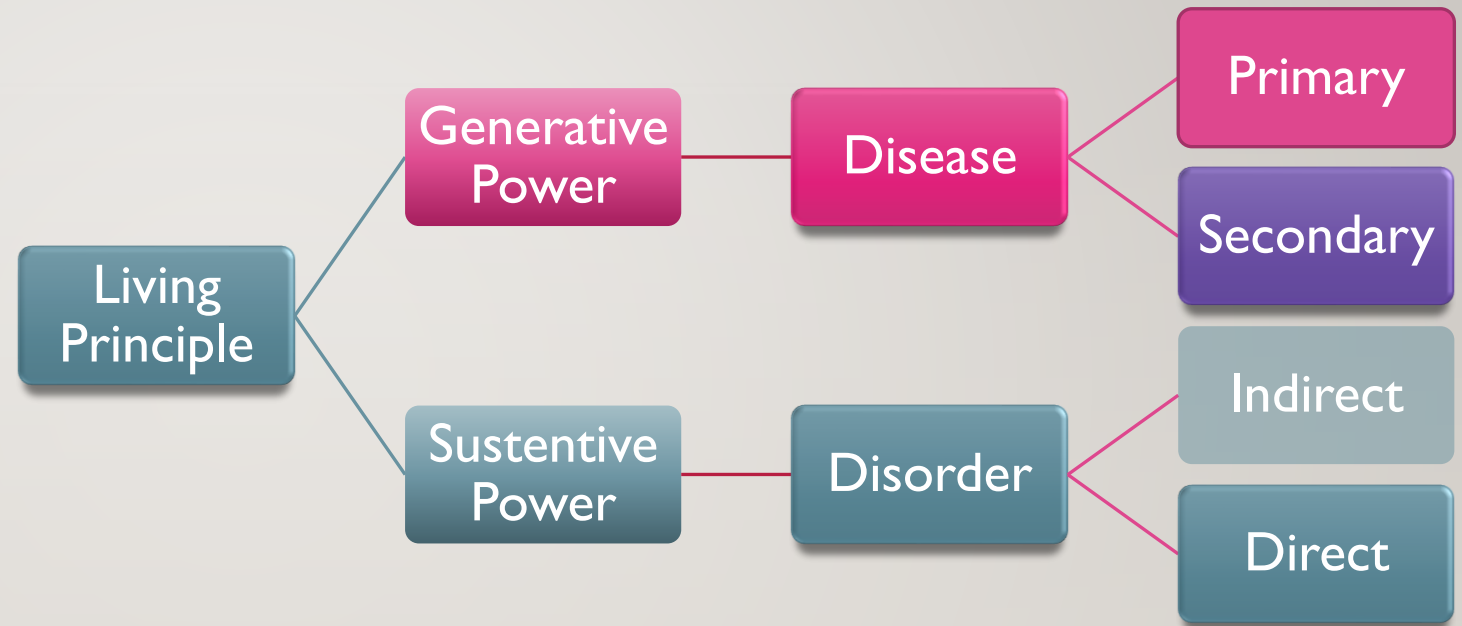 Living
Principle
Generative
Power
Sustentive
Power
Disease
Disorder
Primary
Secondary
Indirect
Direct